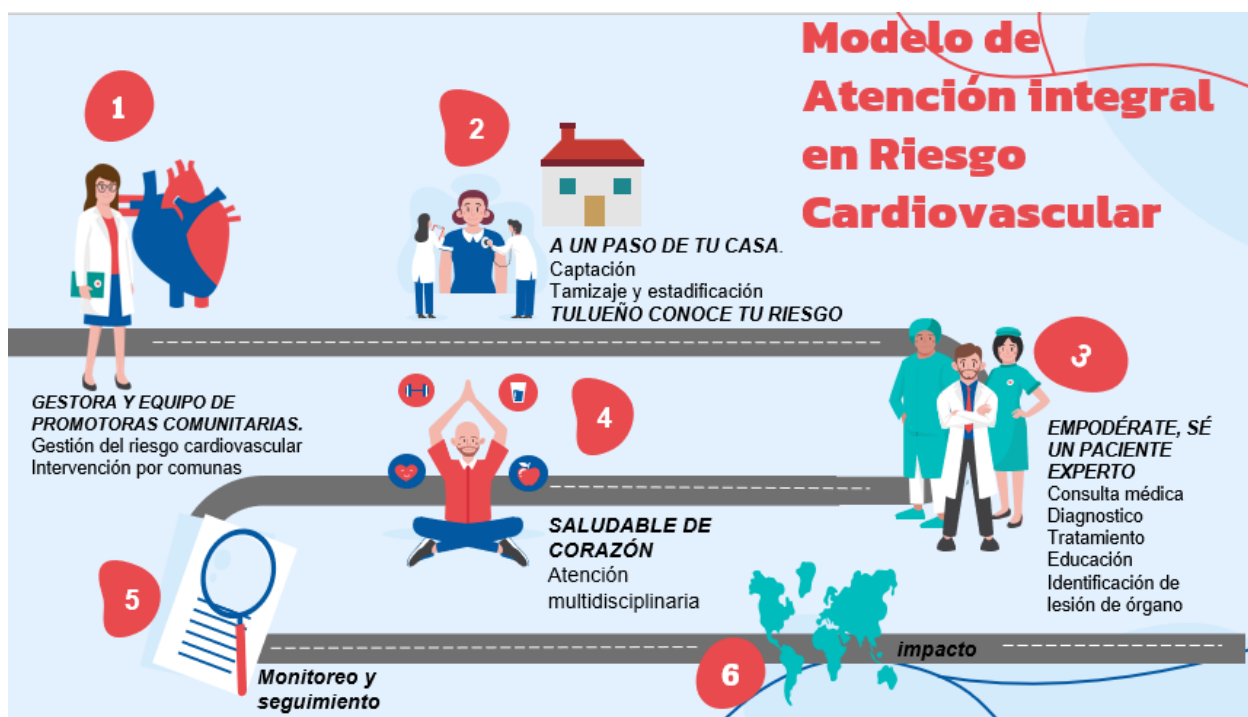 Modelo de
Atención integral
en Riesgo
Cardiovascular
1
GESTORA Y EQUIPO DE
PROMOTORAS COMUNITARIAS.
Gestión del riesgo cardiovascular
Intervención por comunas
2
A UN PASO DE TU CASA.
Captación
Tamizaje y estadificación
TULUEÑO CONOCE TU RIESGO
3
EMPODÉRATE, SÉ
UN PACIENTE
EXPERTO
Consulta médica
Diagnostico
Tratamiento
Educación
Identificación de
lesión de órgano
4
SALUDABLE DE
CORAZÓN
Atención
multidisciplinaria
5
Monitoreo y
seguimiento
6
impacto